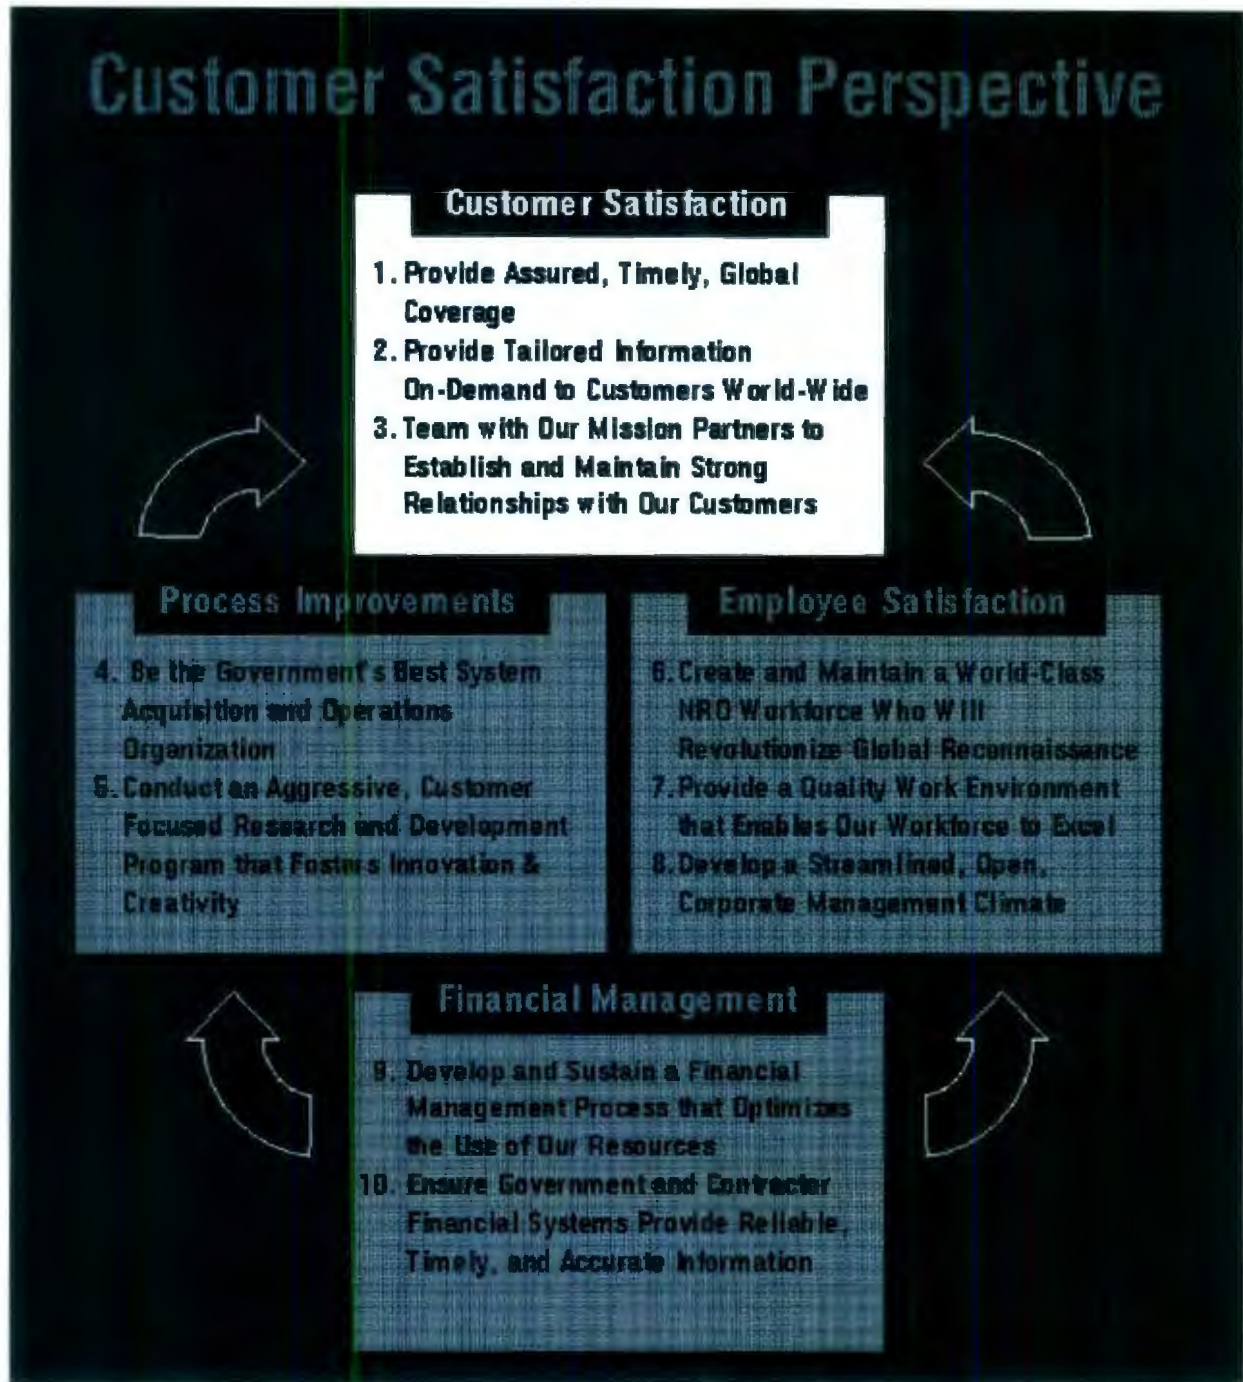 Customer Satisfaction Perspective
Customer Satisfaction
1. Provide Assured, Timely, Global
Coverage
2. Provide Tailored Information
On-Demand to Customers World-Wide
3. Team with Our Mission Partners to
Establish and Maintain Strong
Relationships with Our Customers
Process Improvements
4. Be the Government's Best System
Acquisition and Operations
Organization
5. Conduct an Aggressive, Customer
Focused Research and Development
Program that Fosters Innovation &
Creativity
Employee Satisfaction
6. Create and Maintain a World-Class
NRO Workforce Who Will
Revolutionize Global Reconnaissance
7. Provide a Quality Work Environment
that Enables Our Workforce to Excel
8. Develop a Streamlined, Open,
Corporate Management Climate
Financial Management
9. Develop and Sustain a Financial
Management Process that Optimizes
the Use of Our Resources
10. Ensure Government and Contractor
Financial Systems Provide Reliable,
Timely, and Accurate Information